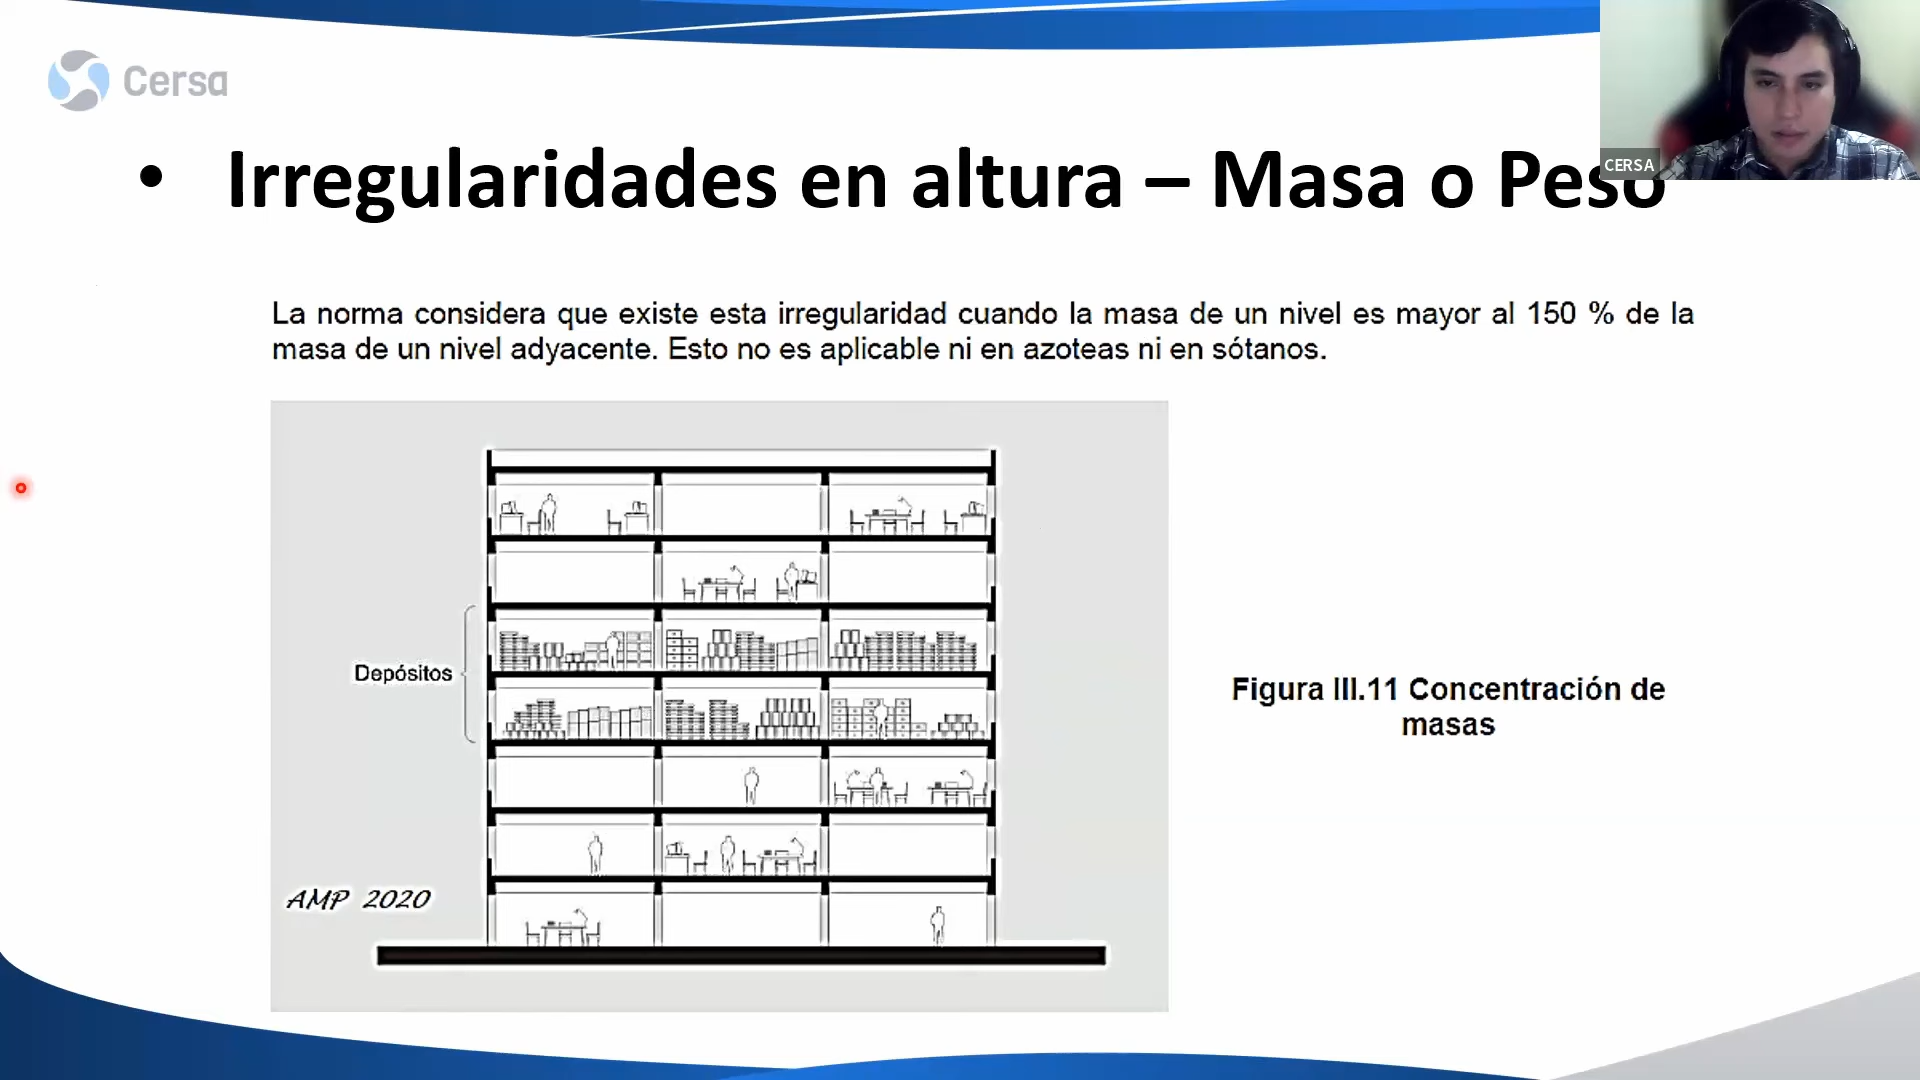 Cersa
CERSA
• Irregularidades en altura – Masa o Peso
La norma considera que existe esta irregularidad cuando la masa de un nivel es mayor al 150 % de la
masa de un nivel adyacente. Esto no es aplicable ni en azoteas ni en sótanos.
Depósitos
Figura III.11 Concentración de
masas
AMP 2020